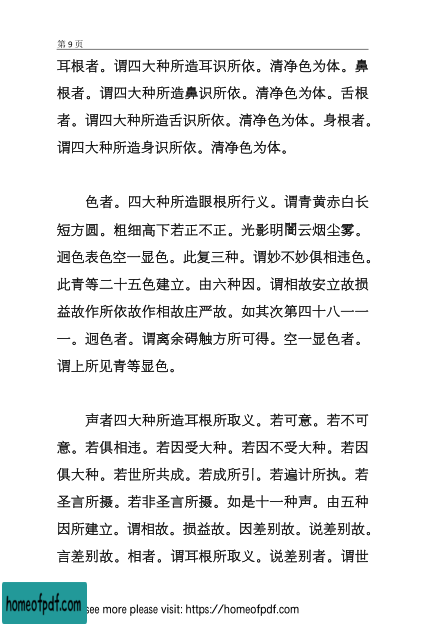 第 9 页
耳根者。谓四大种所造耳识所依。清净色为体。鼻
根者。谓四大种所造鼻识所依。清净色为体。舌根
者。谓四大种所造舌识所依。清净色为体。身根者。
谓四大种所造身识所依。清净色为体。
色者。四大种所造眼根所行义。谓青黄赤白长
短方圆。粗细高下若正不正。光影明闇云烟尘雾。
迥色表色空一显色。此复三种。谓妙不妙俱相违色。
此青等二十五色建立。由六种因。谓相故安立故损
益故作所依故作相故庄严故。如其次第四十八一一
一。迥色者。谓离余碍触方所可得。空一显色者。
谓上所见青等显色。
声者四大种所造耳根所取义。若可意。若不可
意。若俱相违。若因受大种。若因不受大种。若因
俱大种。若世所共成。若成所引。若遍计所执。若
圣言所摄。若非圣言所摄。如是十一种声。由五种
因所建立。谓相故。损益故。因差别故。说差别故。
言差别故。相者。谓耳根所取义。说差别者。谓世
homeofpdf.com
see more please visit: https://homeofpdf.com